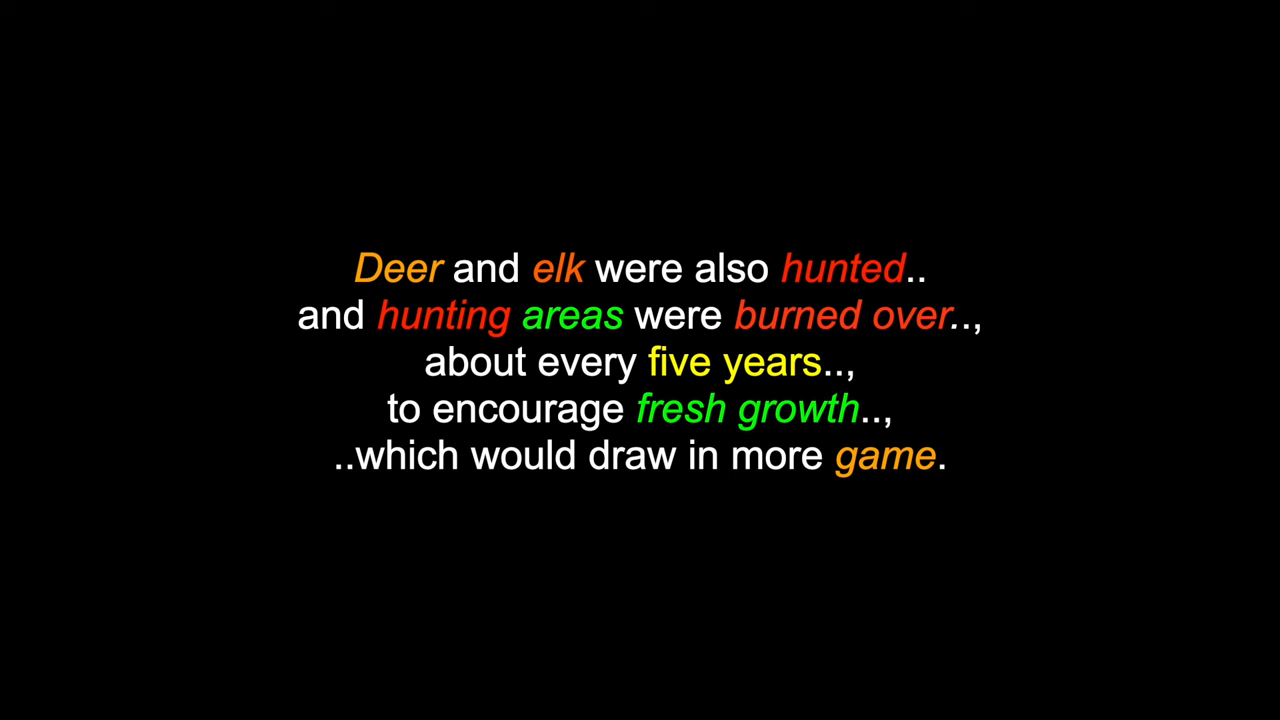 Deer and elk were also hunted..
and hunting areas were burned over..,
about every five years..,
to encourage fresh growth..,
..which would draw in more game.